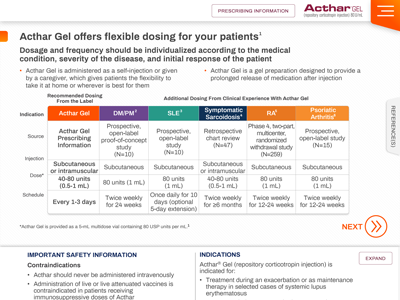 PRESCRIBING INFORMATION
Acthar GEL
(repository corticotropin injection) 80 U/mL
Acthar Gel offers flexible dosing for your patients¹
Dosage and frequency should be individualized according to the medical
condition, severity of the disease, and initial response of the patient
• Acthar Gel is administered as a self-injection or given
by a caregiver, which gives patients the flexibility to
take it at home or wherever is best for them
• Acthar Gel is a gel preparation designed to provide a
prolonged release of medication after injection
Recommended Dosing
From the Label
Additional Dosing From Clinical Experience With Acthar Gel
Indication Acthar Gel DM/PM SLE Symptomatic Sarcoidosis RA Psoriatic Arthritis
Source Acthar Gel Prescribing Information Prospective, open-label proof-of-concept study (N=10) Prospective, open-label study (N=10) Retrospective chart review (N=47) Phase 4, two-part, multicenter, randomized withdrawal study (N=259) Prospective, open-label study (N=15)
Injection Subcutaneous or intramuscular Subcutaneous Subcutaneous Subcutaneous or intramuscular Subcutaneous Subcutaneous
Dose* 40-80 units (0.5-1 mL) 80 units (1 mL) 80 units (1 mL) 40-80 units (0.5-1 mL) 80 units (1 mL) 80 units (1 mL)
Schedule Every 1-3 days Twice weekly for 24 weeks Once daily for 10 days (optional 5-day extension) Twice weekly for ≥6 months Twice weekly for 12-24 weeks Twice weekly for 12-24 weeks
*Acthar Gel is provided as a 5-mL multidose vial containing 80 USP units per mL.¹
NEXT
REFERENCE(S)
IMPORTANT SAFETY INFORMATION
Contraindications
• Acthar should never be administered intravenously
• Administration of live or live attenuated vaccines is
contraindicated in patients receiving
immunosuppressive doses of Acthar
INDICATIONS
EXPAND
Acthar® Gel (repository corticotropin injection) is
indicated for:
• Treatment during an exacerbation or as maintenance
therapy in selected cases of systemic lupus
erythematosus